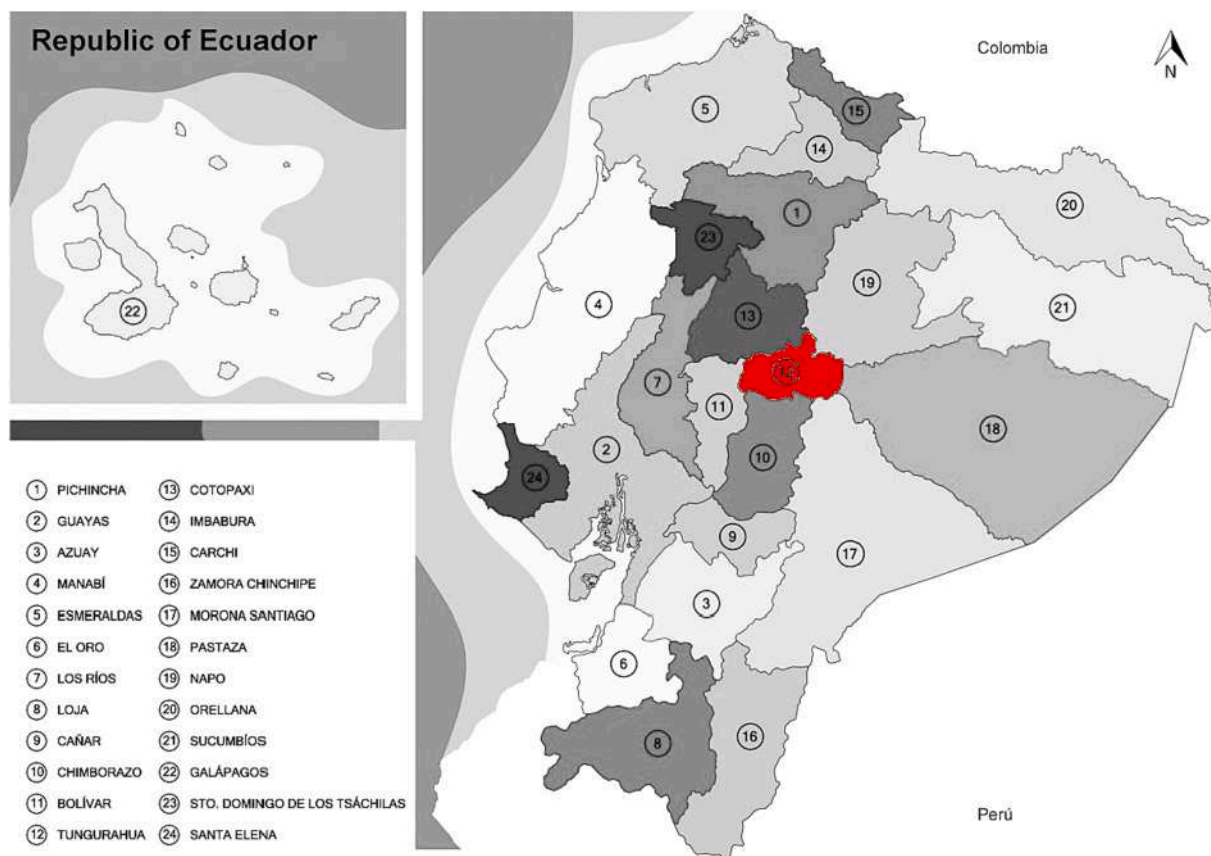 Republic of Ecuador
Colombia
N
15
5
14
20
1
23
19
21
4
22
13
12
7
11
18
2
10
24
9
17
3
6
16
8
Perú
1 PICHINCHA
2 GUAYAS
3 AZUAY
4 MANABÍ
5 ESMERALDAS
6 EL ORO
7 LOS RÍOS
8 LOJA
9 CAÑAR
10 CHIMBORAZO
11 BOLÍVAR
12 TUNGURAHUA
13 COTOPAXI
14 IMBABURA
15 CARCHI
16 ZAMORA CHINCHIPE
17 MORONA SANTIAGO
18 PASTAZA
19 NAPO
20 ORELLANA
21 SUCUMBÍOS
22 GALÁPAGOS
23 STO. DOMINGO DE LOS TSÁCHILAS
24 SANTA ELENA